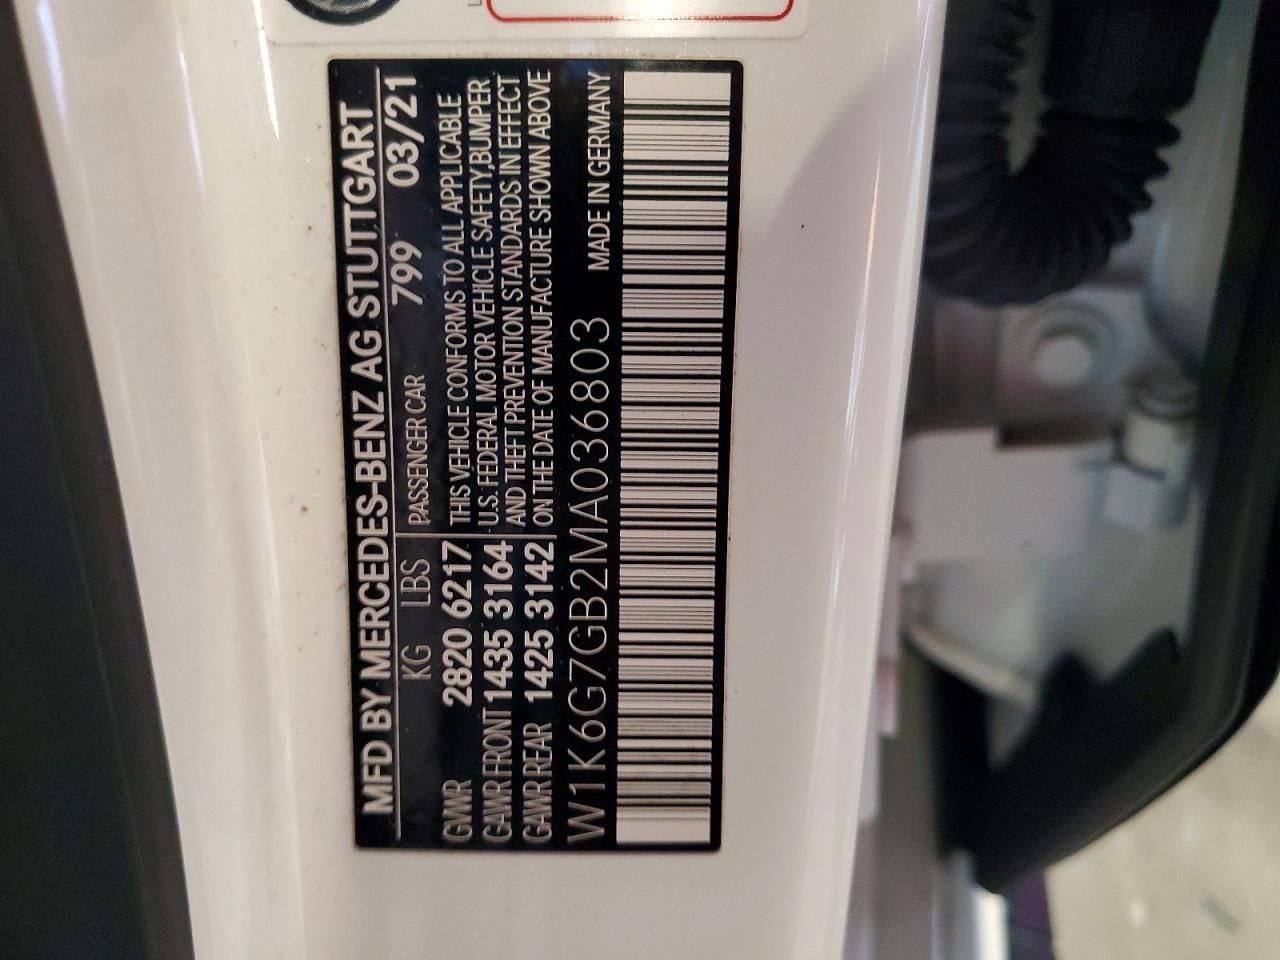 MFD BY MERCEDES-BENZ AG STUTTGART
KG LBS PASSENGER CAR 799 03/21
GVWR 2820 6217
GAWR FRONT 1435 3164
GAWR REAR 1425 3142
THIS VEHICLE CONFORMS TO ALL APPLICABLE
U.S. FEDERAL MOTOR VEHICLE SAFETY,BUMPER
AND THEFT PREVENTION STANDARDS IN EFFECT
ON THE DATE OF MANUFACTURE SHOWN ABOVE
W1K6G7GB2MA036803 MADE IN GERMANY